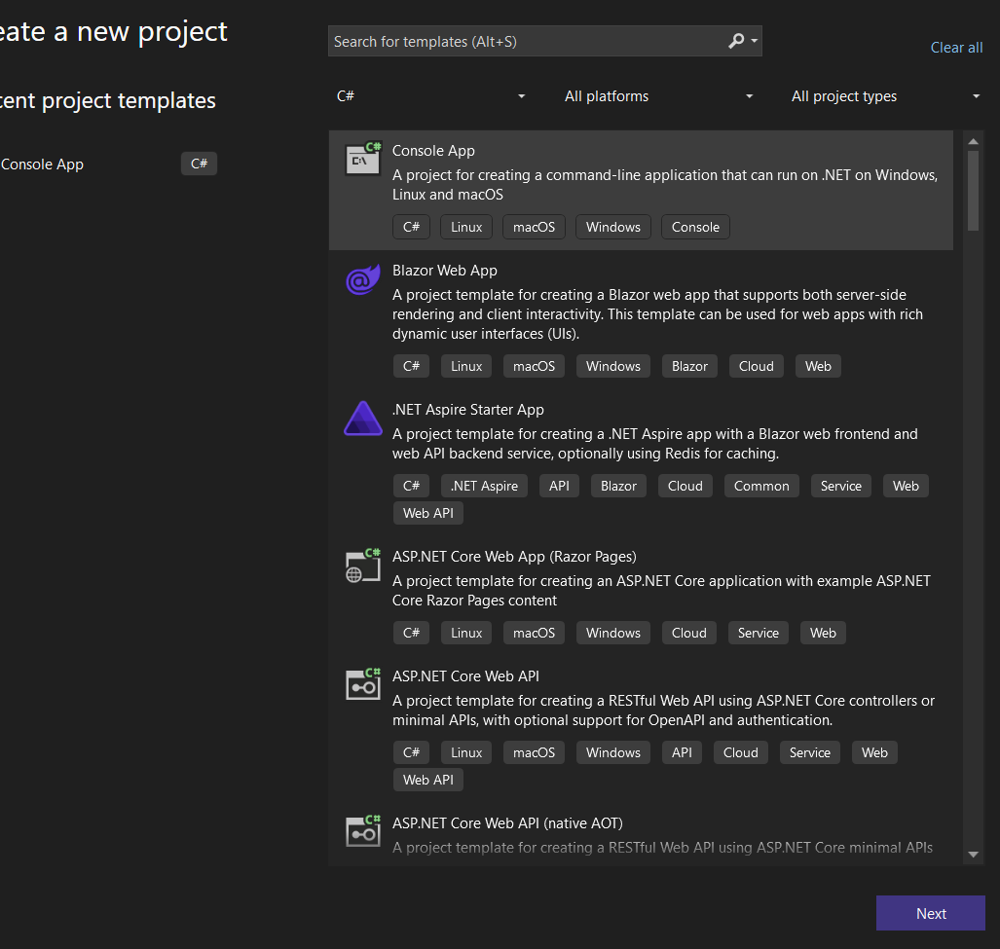 eate a new project
Search for templates (Alt+S)
Clear all
cent project templates
C#
All platforms
All project types
Console App
C#
C#
Console App
A project for creating a command-line application that can run on .NET on Windows,
Linux and macOS
C# Linux macOS Windows Console
Blazor Web App
A project template for creating a Blazor web app that supports both server-side
rendering and client interactivity. This template can be used for web apps with rich
dynamic user interfaces (UIs).
C# Linux macOS Windows Blazor Cloud Web
.NET Aspire Starter App
A project template for creating a .NET Aspire app with a Blazor web frontend and
web API backend service, optionally using Redis for caching.
C# .NET Aspire API Blazor Cloud Common Service Web
Web API
C#
ASP.NET Core Web App (Razor Pages)
A project template for creating an ASP.NET Core application with example ASP.NET
Core Razor Pages content
C# Linux macOS Windows Cloud Service Web
C#
ASP.NET Core Web API
A project template for creating a RESTful Web API using ASP.NET Core controllers or
minimal APIs, with optional support for OpenAPI and authentication.
C# Linux macOS Windows API Cloud Service Web
Web API
C#
ASP.NET Core Web API (native AOT)
A project template for creating a RESTful Web API using ASP.NET Core minimal APIs
Next